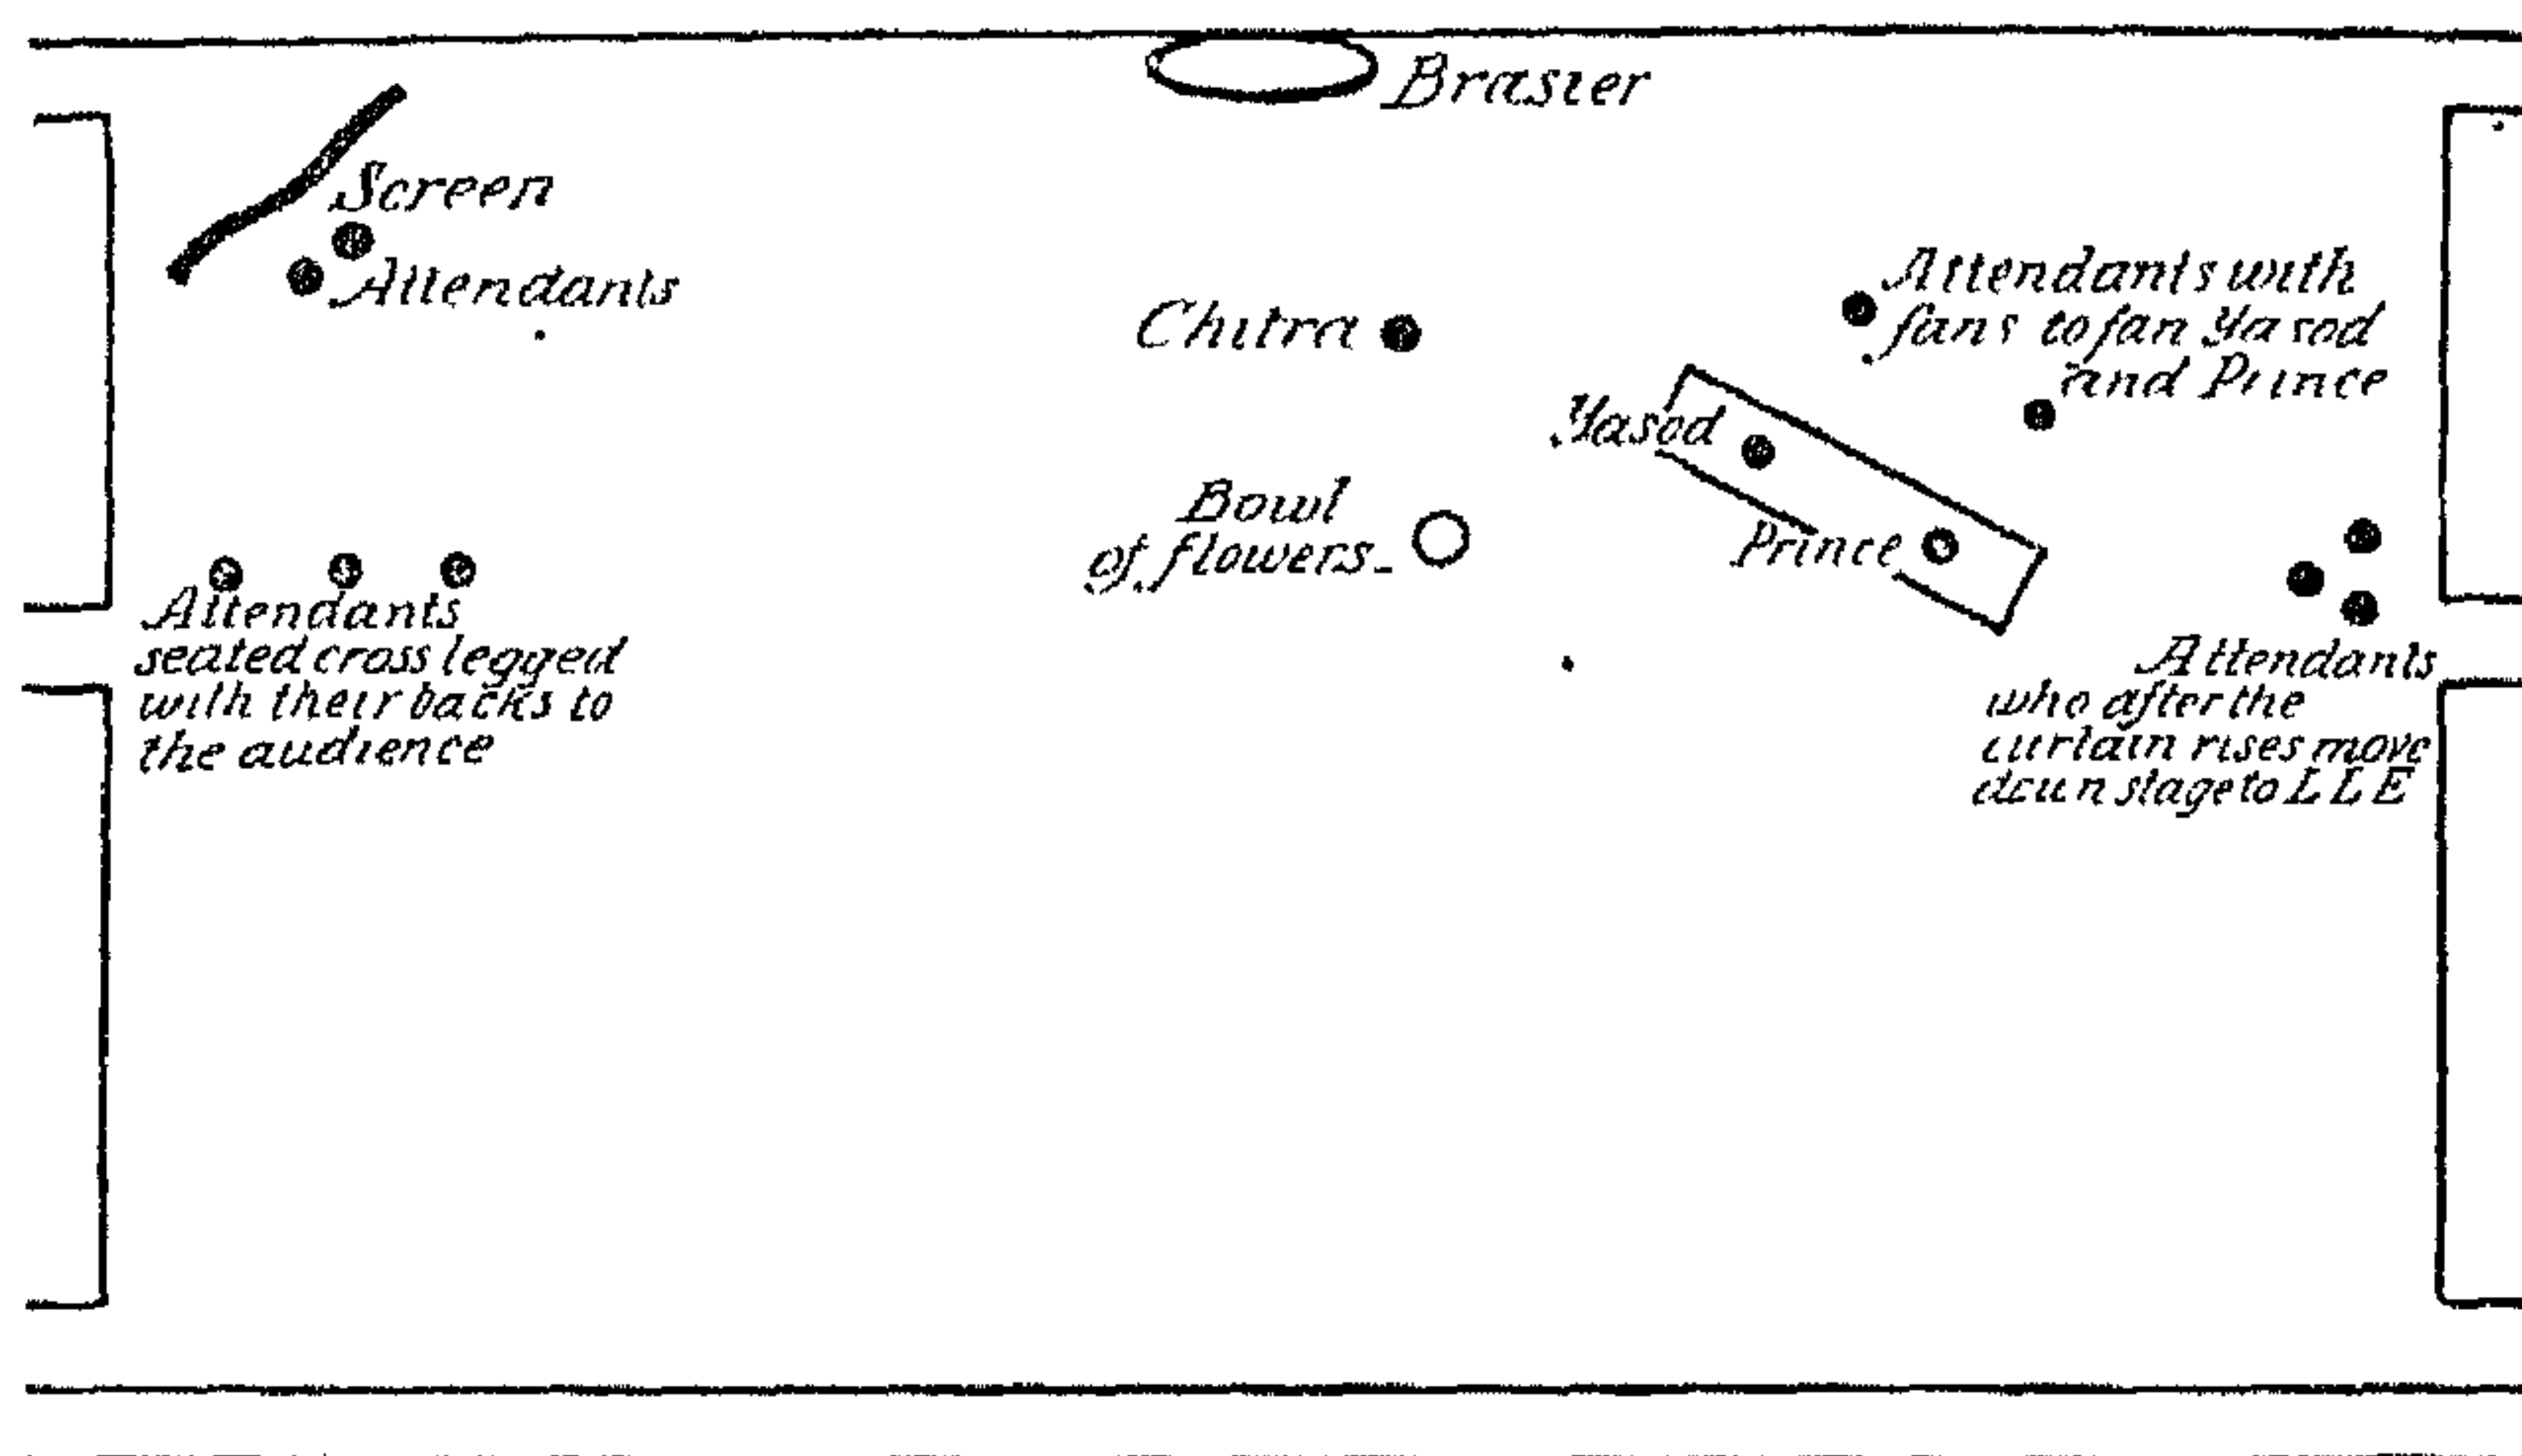 Brasier
Screen
Attendants
Chitra
Attendants with
fans to fan Yasod
and Prince
Yasod
Bowl
of flowers
Prince
Attendants
seated cross legged
with their backs to
the audience
Attendants
who after the
curtain rises move
down stage to L L E